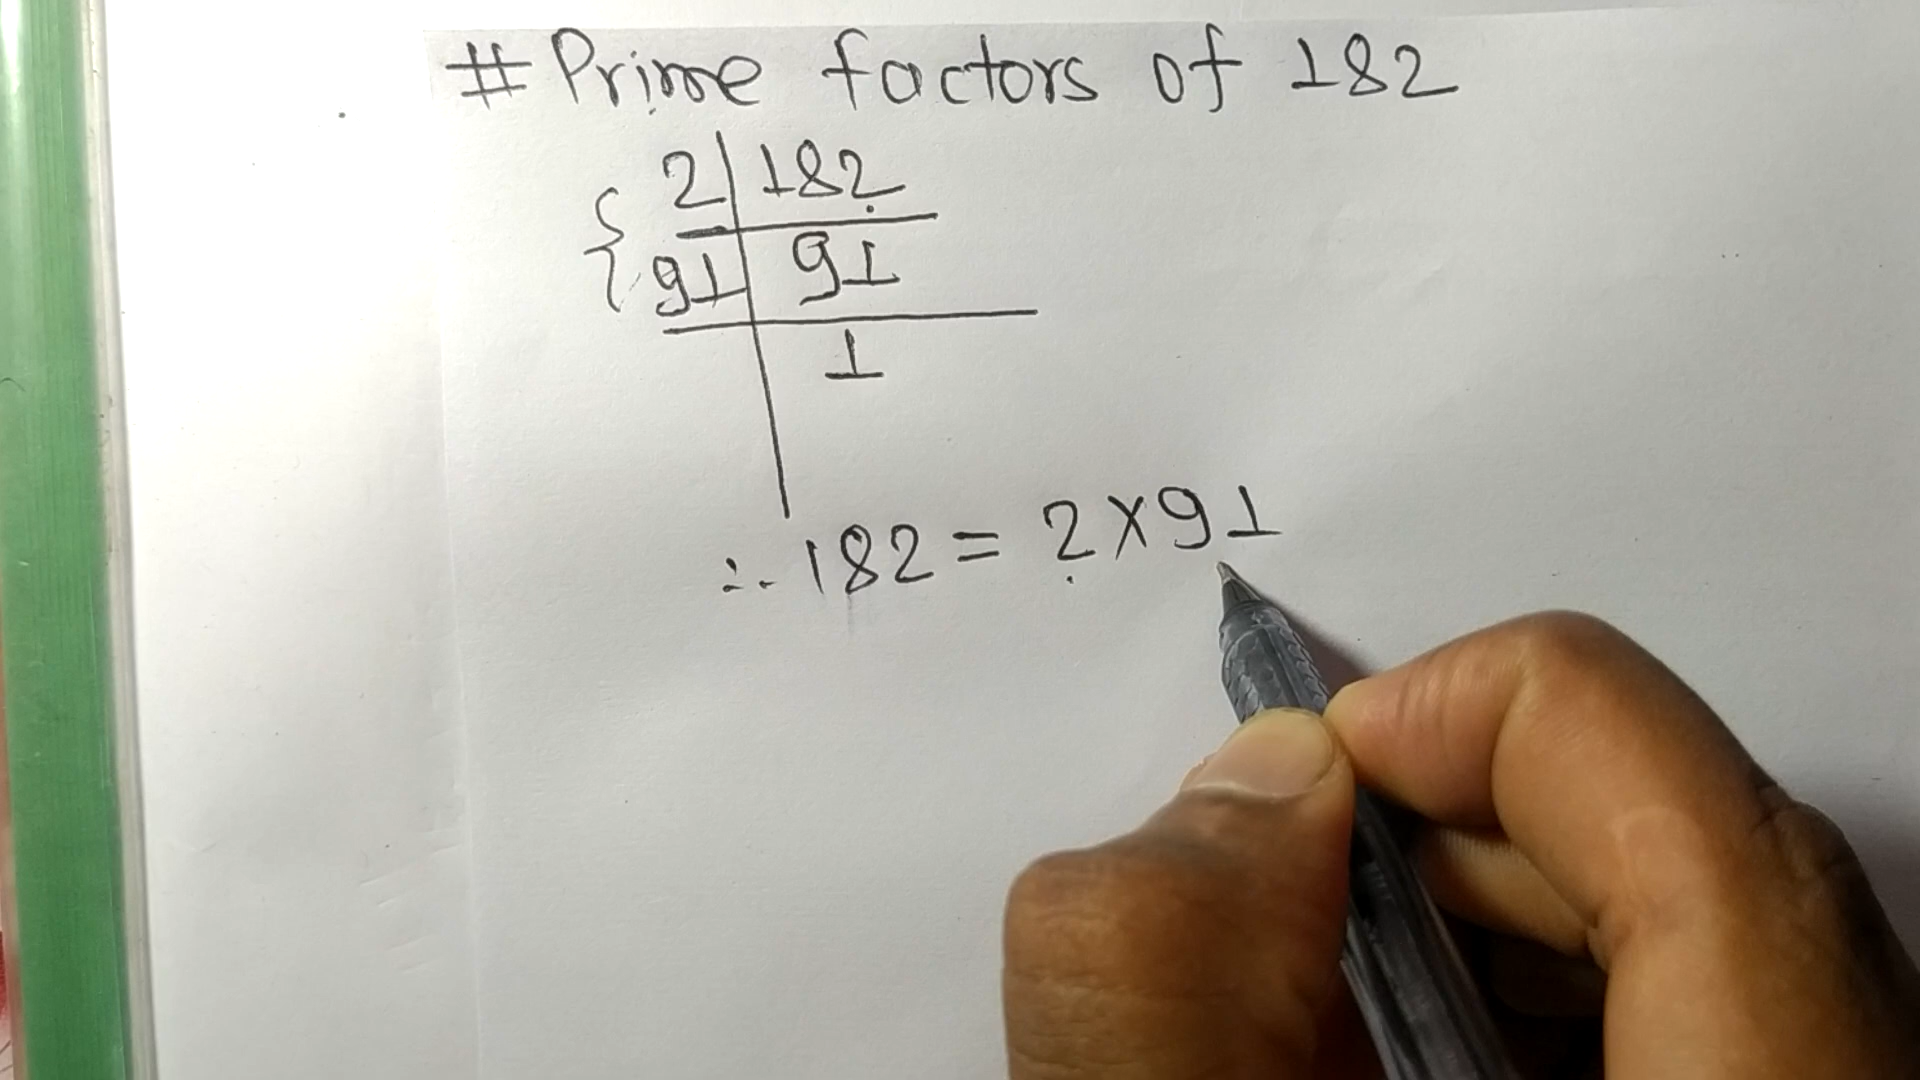 # Prime factors of 182
2 | 182
91 | 91
1
∴ 182 = 2 × 91